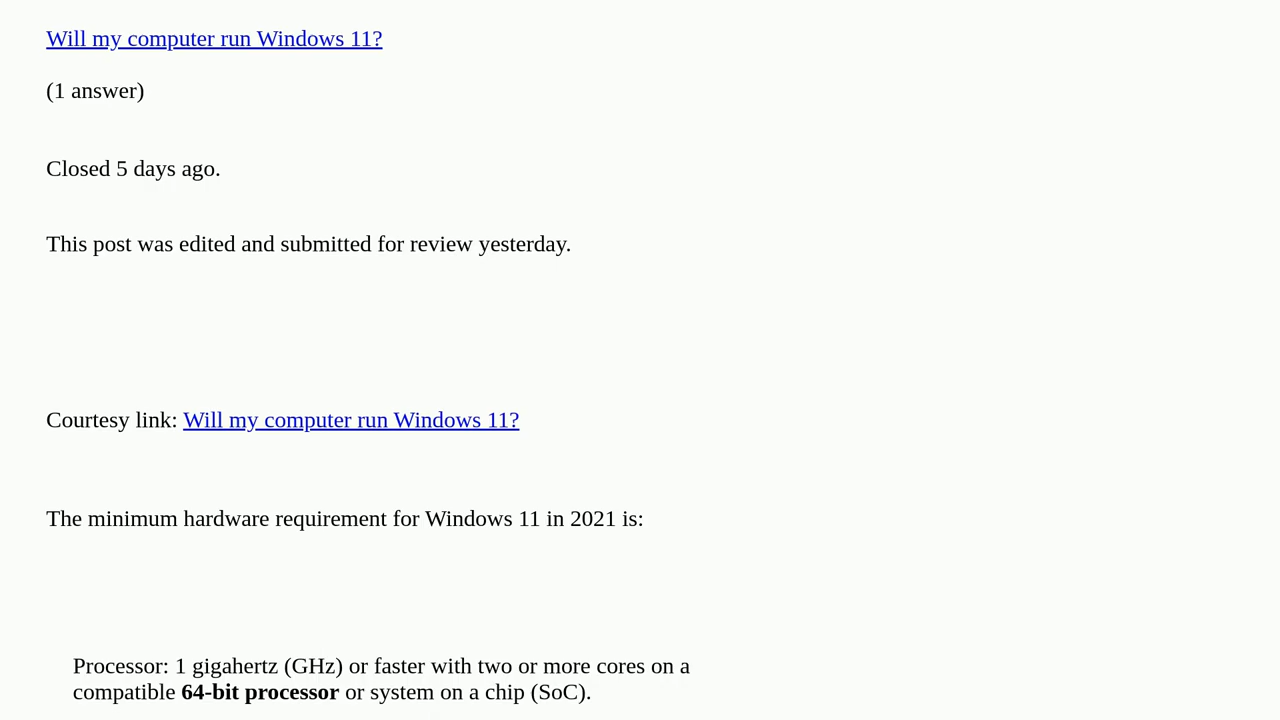 Will my computer run Windows 11?
(1 answer)
Closed 5 days ago.
This post was edited and submitted for review yesterday.
Courtesy link: Will my computer run Windows 11?
The minimum hardware requirement for Windows 11 in 2021 is:
Processor: 1 gigahertz (GHz) or faster with two or more cores on a
compatible 64-bit processor or system on a chip (SoC).